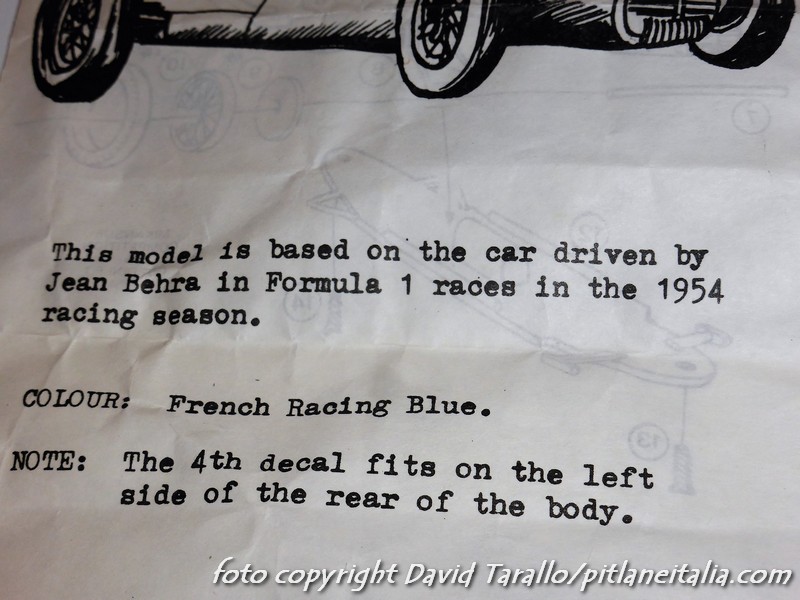 This model is based on the car driven by
Jean Behra in Formula 1 races in the 1954
racing season.
COLOUR: French Racing Blue.
NOTE: The 4th decal fits on the left
side of the rear of the body.
foto copyright David Tarallo/pitlaneitalia.com